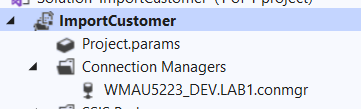 ImportCustomer
Project.params
Connection Managers
WMAU5223_DEV.LAB1.conmgr